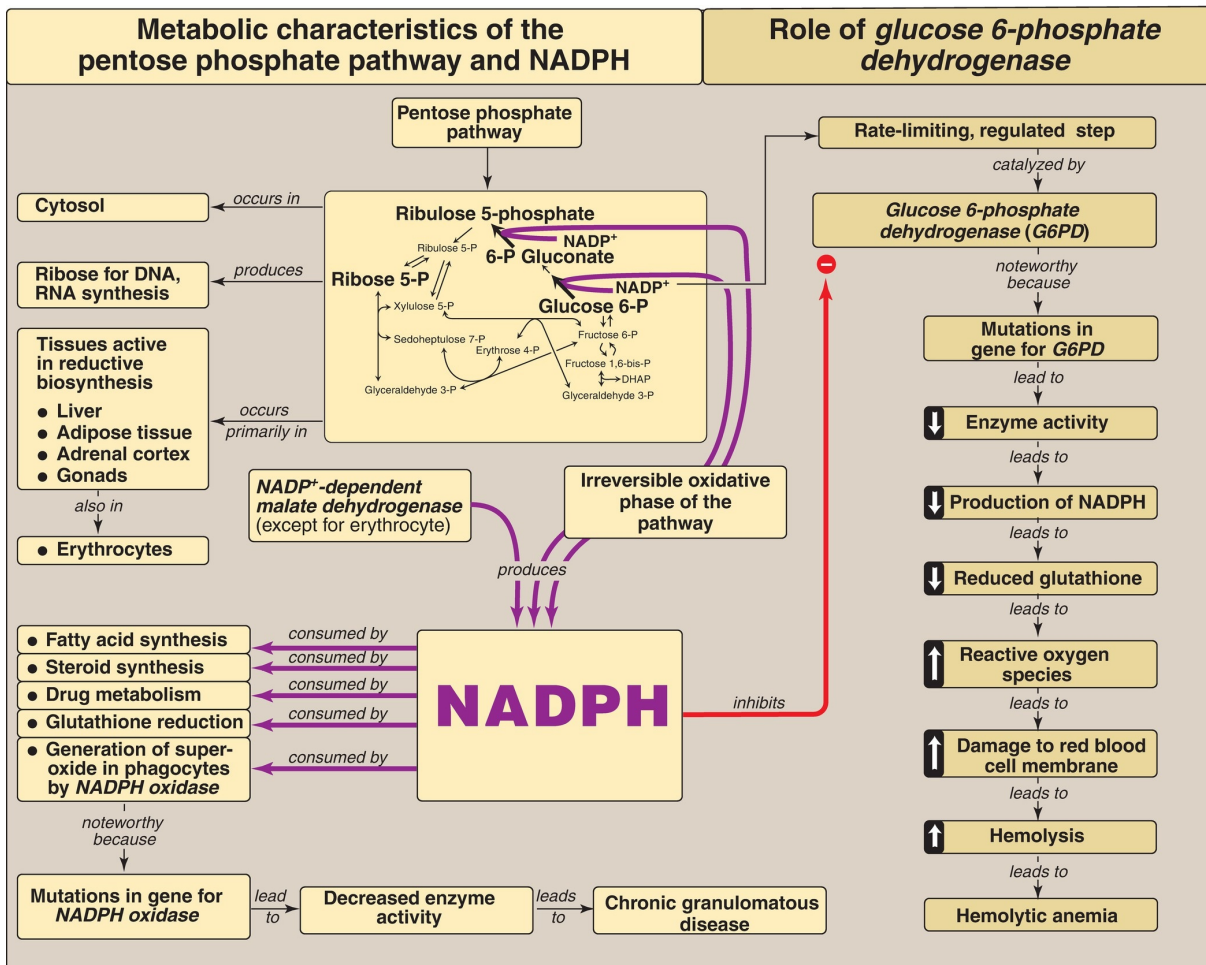 Metabolic characteristics of the
pentose phosphate pathway and NADPH
Role of glucose 6-phosphate
dehydrogenase
Pentose phosphate
pathway
Cytosol
occurs in
Ribose for DNA,
RNA synthesis
produces
Tissues active
in reductive
biosynthesis
● Liver
● Adipose tissue
● Adrenal cortex
● Gonads
occurs
primarily in
also in
● Erythrocytes
Ribulose 5-phosphate
NADP+
Ribulose 5-P
6-P Gluconate
Ribose 5-P
NADP+
Xylulose 5-P
Glucose 6-P
Sedoheptulose 7-P
Fructose 6-P
Erythrose 4-P
Fructose 1,6-bis-P
DHAP
Glyceraldehyde 3-P
Glyceraldehyde 3-P
NADP+-dependent
malate dehydrogenase
(except for erythrocyte)
Irreversible oxidative
phase of the
pathway
produces
NADPH
● Fatty acid synthesis
consumed by
● Steroid synthesis
consumed by
● Drug metabolism
consumed by
● Glutathione reduction
consumed by
● Generation of super-
oxide in phagocytes
by NADPH oxidase
consumed by
noteworthy
because
Mutations in gene for
NADPH oxidase
lead
to
Decreased enzyme
activity
leads
to
Chronic granulomatous
disease
inhibits
Rate-limiting, regulated step
catalyzed by
Glucose 6-phosphate
dehydrogenase (G6PD)
noteworthy
because
Mutations in
gene for G6PD
lead to
Enzyme activity
leads to
Production of NADPH
leads to
Reduced glutathione
leads to
Reactive oxygen
species
leads to
Damage to red blood
cell membrane
leads to
Hemolysis
leads to
Hemolytic anemia